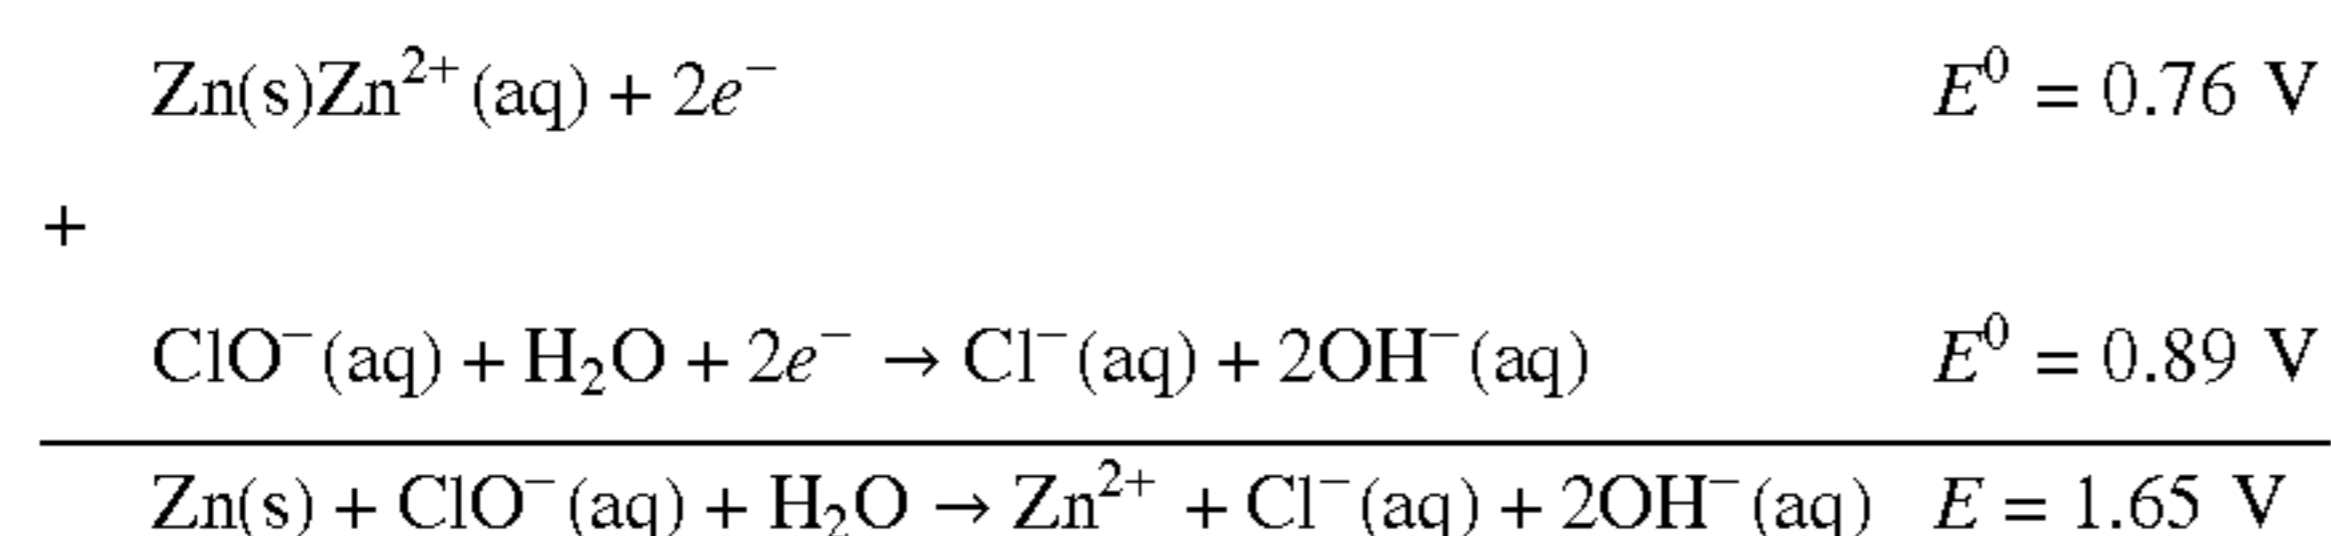 Zn(s)Zn²⁺(aq) + 2e⁻ E⁰ = 0.76 V
+
ClO⁻(aq) + H₂O + 2e⁻ → Cl⁻(aq) + 2OH⁻(aq) E⁰ = 0.89 V
Zn(s) + ClO⁻(aq) + H₂O → Zn²⁺ + Cl⁻(aq) + 2OH⁻(aq) E = 1.65 V